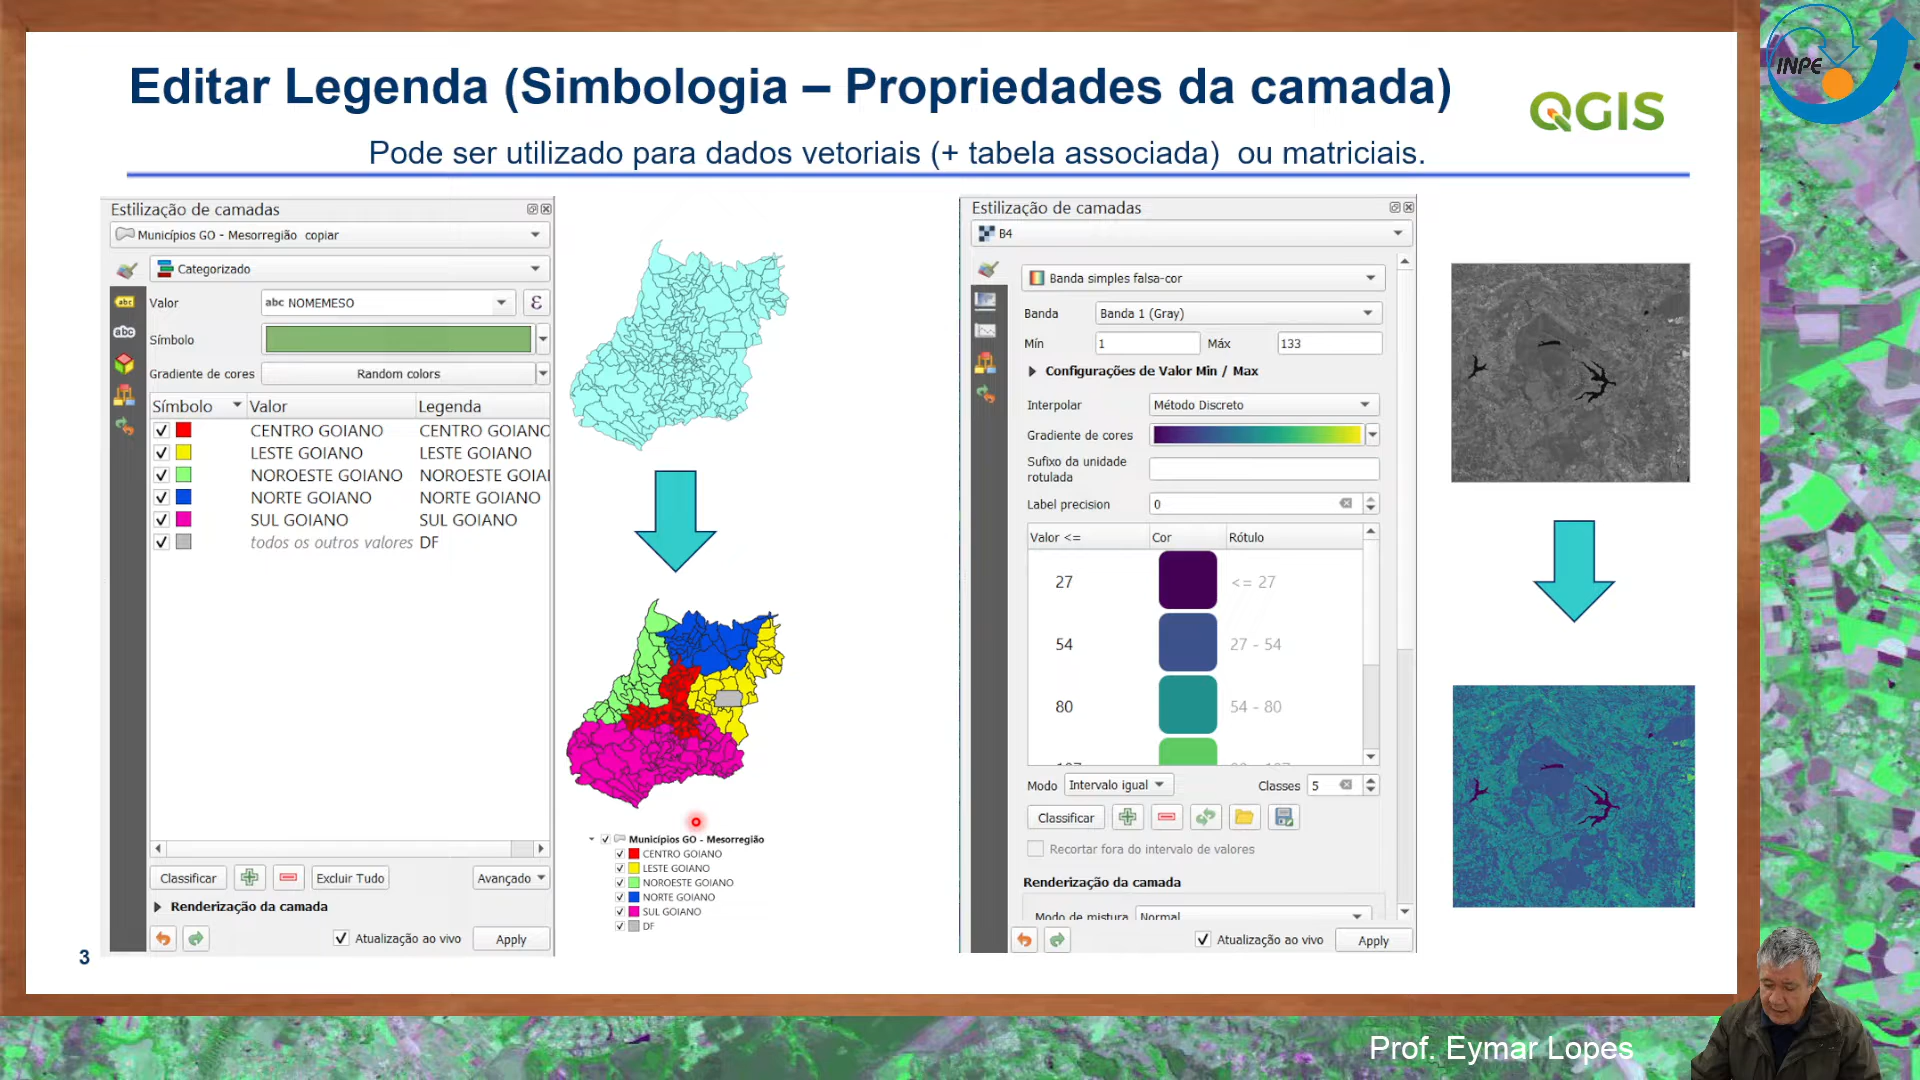 INPE
Editar Legenda (Simbologia – Propriedades da camada)
QGIS
Pode ser utilizado para dados vetoriais (+ tabela associada) ou matriciais.
Estilização de camadas
Municípios GO - Mesorregião copiar
Categorizado
abc
abc
Valor
abc NOMEMESO
ε
Símbolo
Gradiente de cores
Random colors
Símbolo Valor Legenda
CENTRO GOIANO CENTRO GOIANO
LESTE GOIANO LESTE GOIANO
NOROESTE GOIANO NOROESTE GOIA
NORTE GOIANO NORTE GOIANO
SUL GOIANO SUL GOIANO
todos os outros valores DF
Classificar
Excluir Tudo
Avançado
Renderização da camada
Atualização ao vivo
Apply
Municípios GO - Mesorregião
CENTRO GOIANO
LESTE GOIANO
NOROESTE GOIANO
NORTE GOIANO
SUL GOIANO
DF
Estilização de camadas
B4
Banda simples falsa-cor
Banda Banda 1 (Gray)
Mín 1 Máx 133
Configurações de Valor Min / Max
Interpolar Método Discreto
Gradiente de cores
Sufixo da unidade
rotulada
Label precision 0
Valor <= Cor Rótulo
27 <= 27
54 27 - 54
80 54 - 80
Modo Intervalo igual Classes 5
Classificar
Recortar fora do intervalo de valores
Renderização da camada
Modo de mistura Normal
Atualização ao vivo
Apply
3
Prof. Eymar Lopes